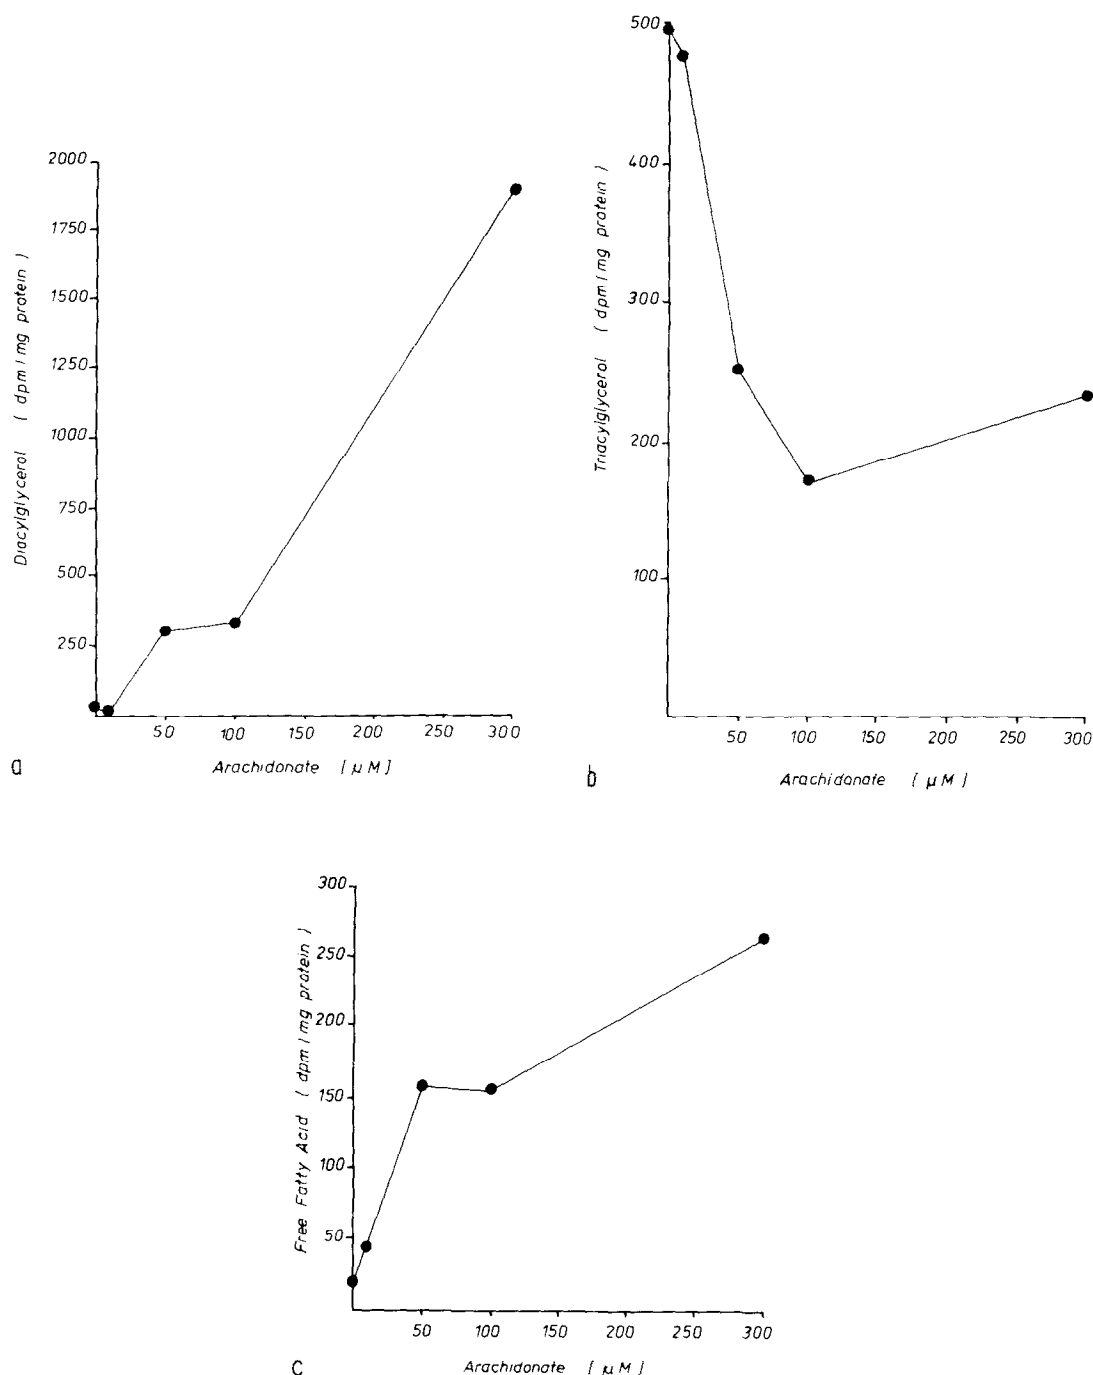 2000
1750
1500
1250
1000
750
500
250
Diacylglycerol ( dpm / mg protein )
50 100 150 200 250 300
Arachidonate [ μM ]
a
500
400
300
200
100
Triacylglycerol ( dpm / mg protein )
50 100 150 200 250 300
Arachidonate [ μM ]
b
300
250
200
150
100
50
Free Fatty Acid ( dpm / mg protein )
50 100 150 200 250 300
Arachidonate [ μM ]
c